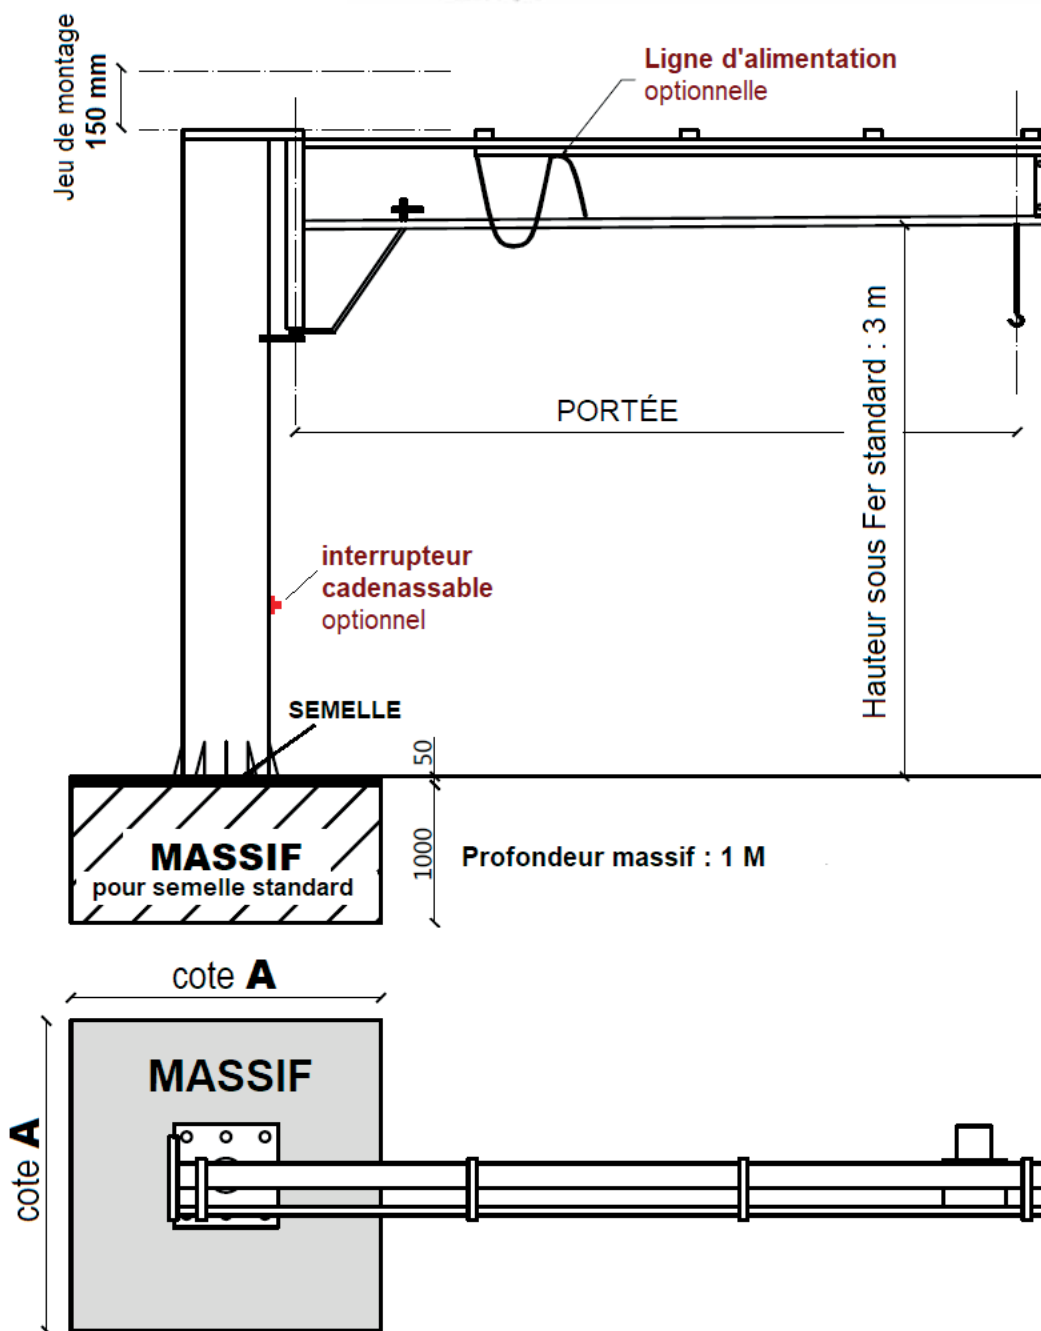 Jeu de montage
150 mm
Ligne d'alimentation
optionnelle
PORTÉE
Hauteur sous Fer standard : 3 m
interrupteur
cadenassable
optionnel
SEMELLE
50
1000
MASSIF
pour semelle standard
Profondeur massif : 1 M
cote A
cote A
MASSIF